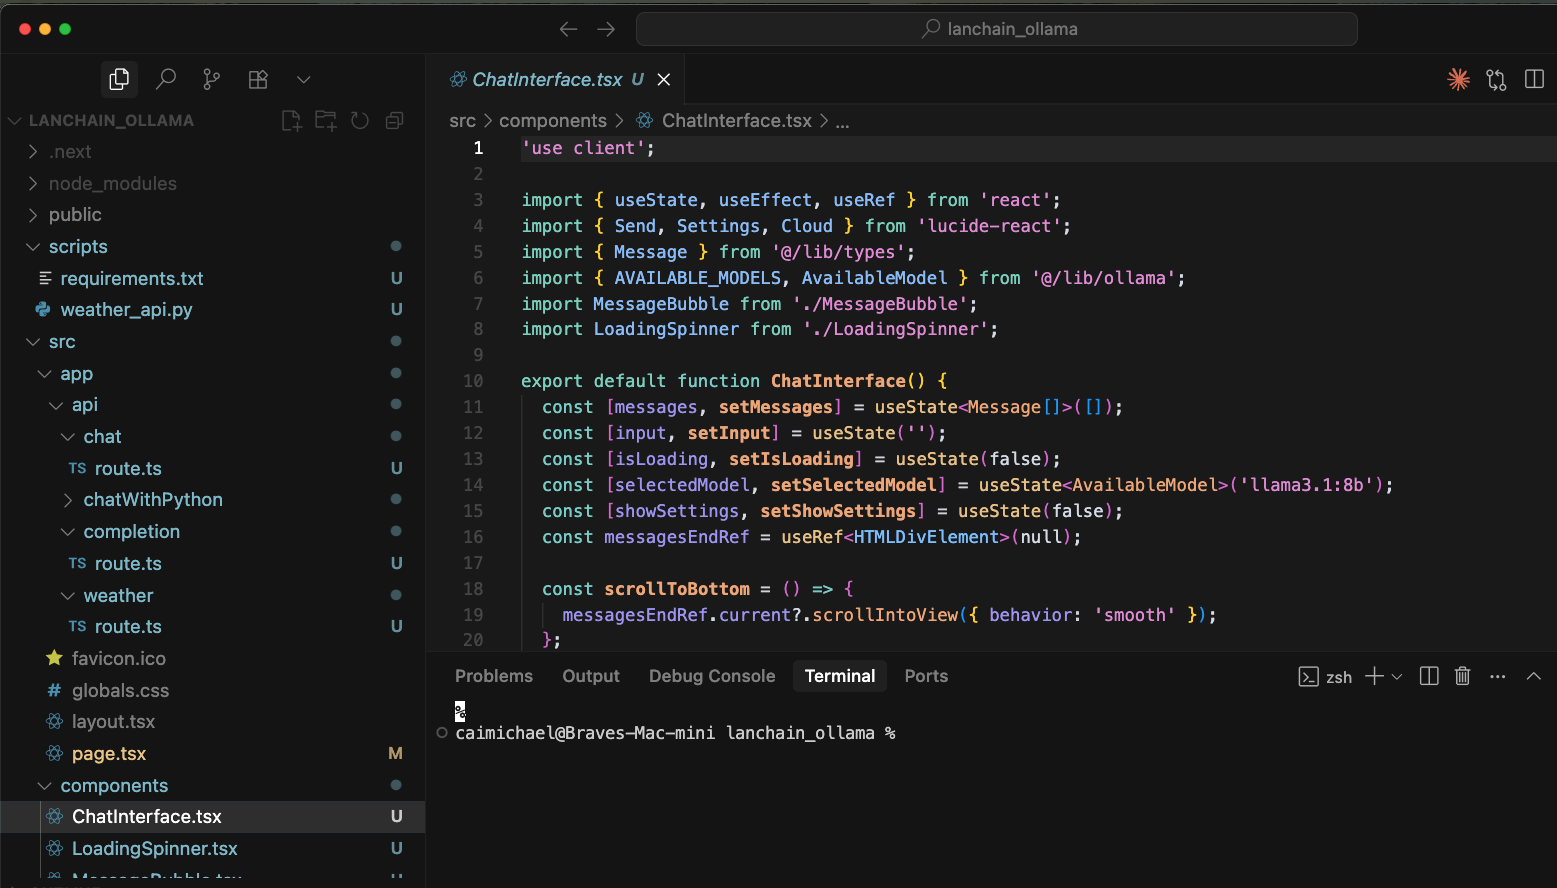 lanchain_ollama
LANCHAIN_OLLAMA
.next
node_modules
public
scripts
requirements.txt U
weather_api.py U
src
app
api
chat
TS route.ts U
chatWithPython
completion
TS route.ts U
weather
TS route.ts U
favicon.ico
# globals.css
layout.tsx
page.tsx M
components
ChatInterface.tsx U
LoadingSpinner.tsx U
MessageBubble.tsx U
ChatInterface.tsx U
src > components > ChatInterface.tsx > ...
1 'use client';
2
3 import { useState, useEffect, useRef } from 'react';
4 import { Send, Settings, Cloud } from 'lucide-react';
5 import { Message } from '@/lib/types';
6 import { AVAILABLE_MODELS, AvailableModel } from '@/lib/ollama';
7 import MessageBubble from './MessageBubble';
8 import LoadingSpinner from './LoadingSpinner';
9
10 export default function ChatInterface() {
11 const [messages, setMessages] = useState<Message[]>([]);
12 const [input, setInput] = useState('');
13 const [isLoading, setIsLoading] = useState(false);
14 const [selectedModel, setSelectedModel] = useState<AvailableModel>('llama3.1:8b');
15 const [showSettings, setShowSettings] = useState(false);
16 const messagesEndRef = useRef<HTMLDivElement>(null);
17
18 const scrollToBottom = () => {
19 messagesEndRef.current?.scrollIntoView({ behavior: 'smooth' });
20 };
Problems Output Debug Console Terminal Ports zsh
%
caimichael@Braves-Mac-mini lanchain_ollama %